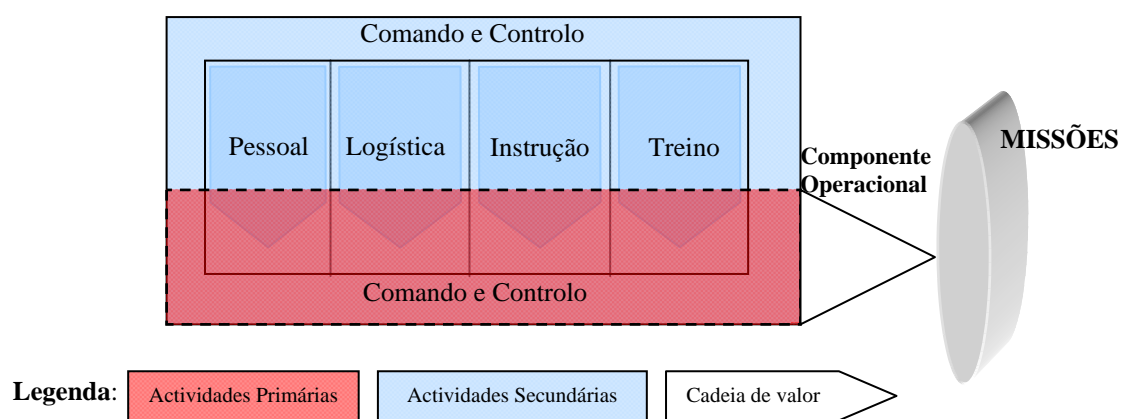 Comando e Controlo
Pessoal
Logística
Instrução
Treino
Componente
Operacional
MISSÕES
Comando e Controlo
Legenda:
Actividades Primárias
Actividades Secundárias
Cadeia de valor